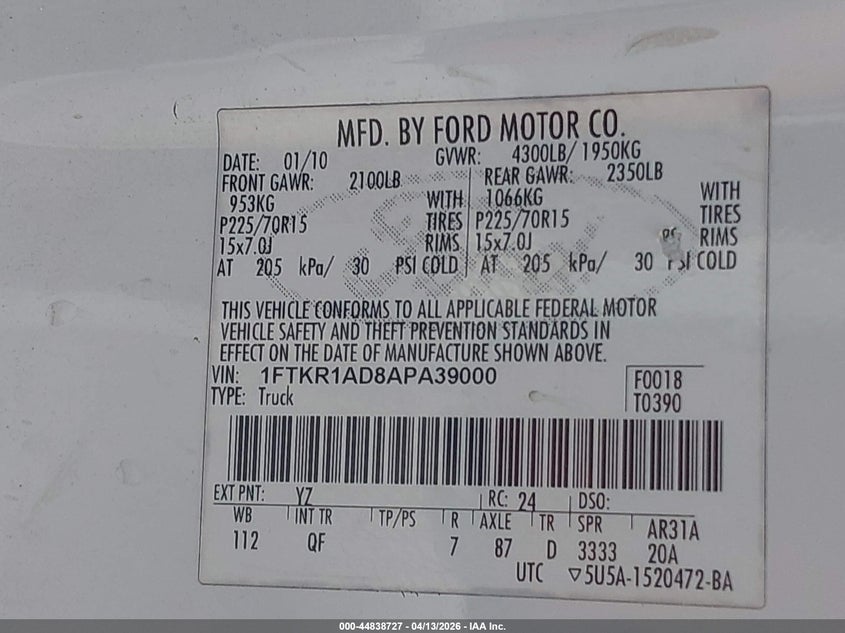 MFD. BY FORD MOTOR CO.
DATE: 01/10 GVWR: 4300LB/ 1950KG
FRONT GAWR: 2100LB REAR GAWR: 2350LB
953KG WITH 1066KG WITH
P225/70R15 TIRES P225/70R15 TIRES
15x7.0J RIMS 15x7.0J RIMS
AT 205 kPa/ 30 PSI COLD AT 205 kPa/ 30 PSI COLD
THIS VEHICLE CONFORMS TO ALL APPLICABLE FEDERAL MOTOR
VEHICLE SAFETY AND THEFT PREVENTION STANDARDS IN
EFFECT ON THE DATE OF MANUFACTURE SHOWN ABOVE.
VIN: 1FTKR1AD8APA39000 F0018
TYPE: Truck T0390
EXT PNT: YZ RC: 24 DSO:
WB INT TR TP/PS R AXLE TR SPR AR31A
112 QF 7 87 D 3333 20A
UTC ▽5U5A-1520472-BA
000-44838727 - 04/13/2026 - IAA Inc.